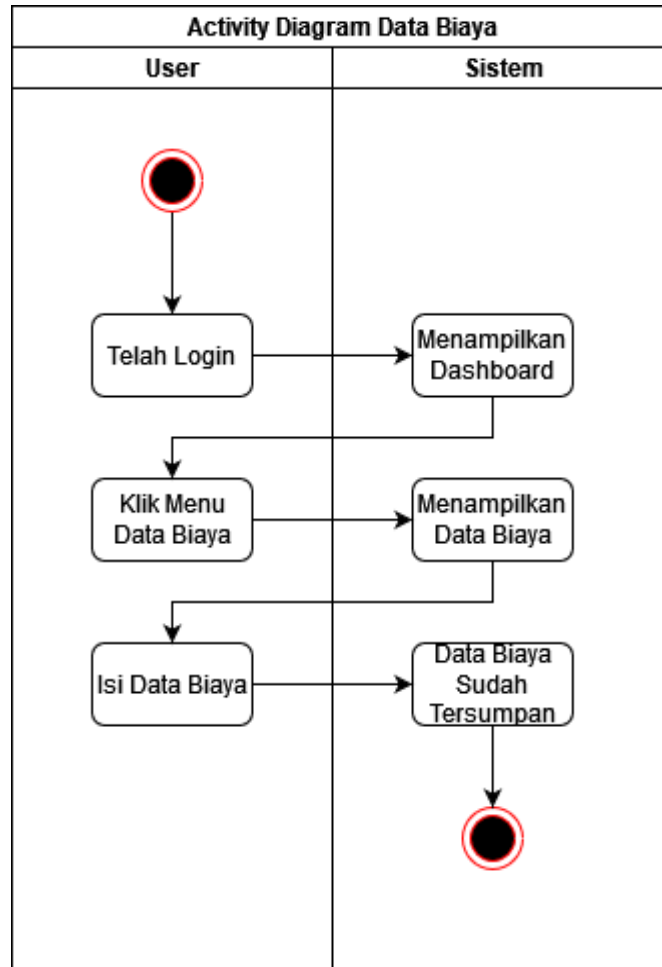 Activity Diagram Data Biaya
User
Sistem
Telah Login
Menampilkan
Dashboard
Klik Menu
Data Biaya
Menampilkan
Data Biaya
Isi Data Biaya
Data Biaya
Sudah
Tersumpan